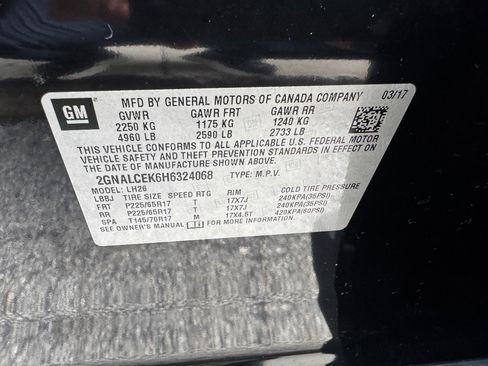 GM
MFD BY GENERAL MOTORS OF CANADA COMPANY 03/17
GVWR GAWR FRT GAWR RR
2250 KG 1175 KG 1240 KG
4960 LB 2590 LB 2733 LB
THIS VEHICLE CONFORMS TO ALL APPLICABLE U.S. FEDERAL MOTOR
VEHICLE SAFETY AND THEFT PREVENTION STANDARDS IN EFFECT ON
THE DATE OF MANUFACTURE SHOWN ABOVE.
2GNALCEK6H6324068 TYPE: M.P.V.
MODEL: LH26
LBBJ TIRE SIZE SPEED RTG RIM COLD TIRE PRESSURE
FRT P225/65R17 T 17X7J 240KPA(35PSI)
RR P225/65R17 T 17X7J 240KPA(35PSI)
SPA T145/70R17 M 17X4.5T 420KPA(60PSI)
SEE OWNER'S MANUAL FOR MORE INFORMATION.